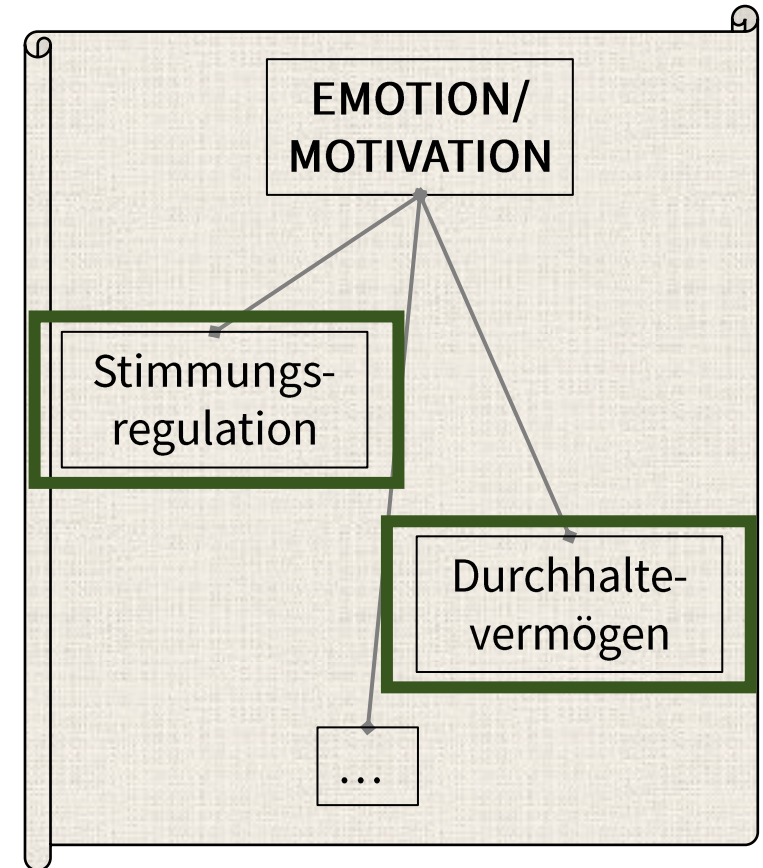 EMOTION/
MOTIVATION
Stimmungs-
regulation
Durchhalte-
vermögen
...